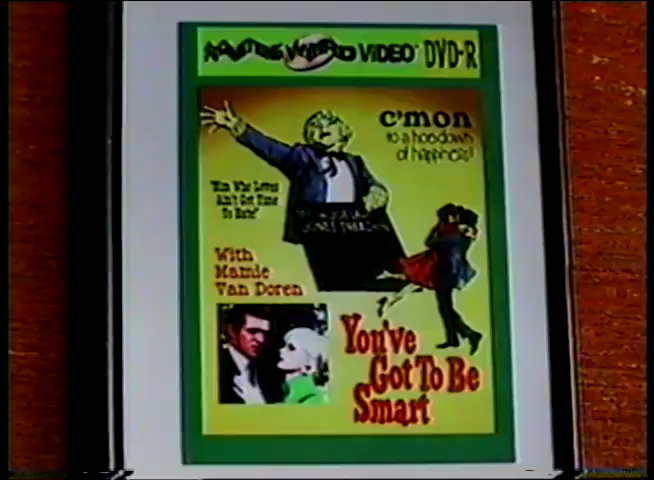 VIDEO DVD-R
c'mon
to a hoedown
of happiness!
"Him Who Loves
Ain't Got Time
To Hate!"
With
Mamie
Van Doren
You've
Got To Be
Smart